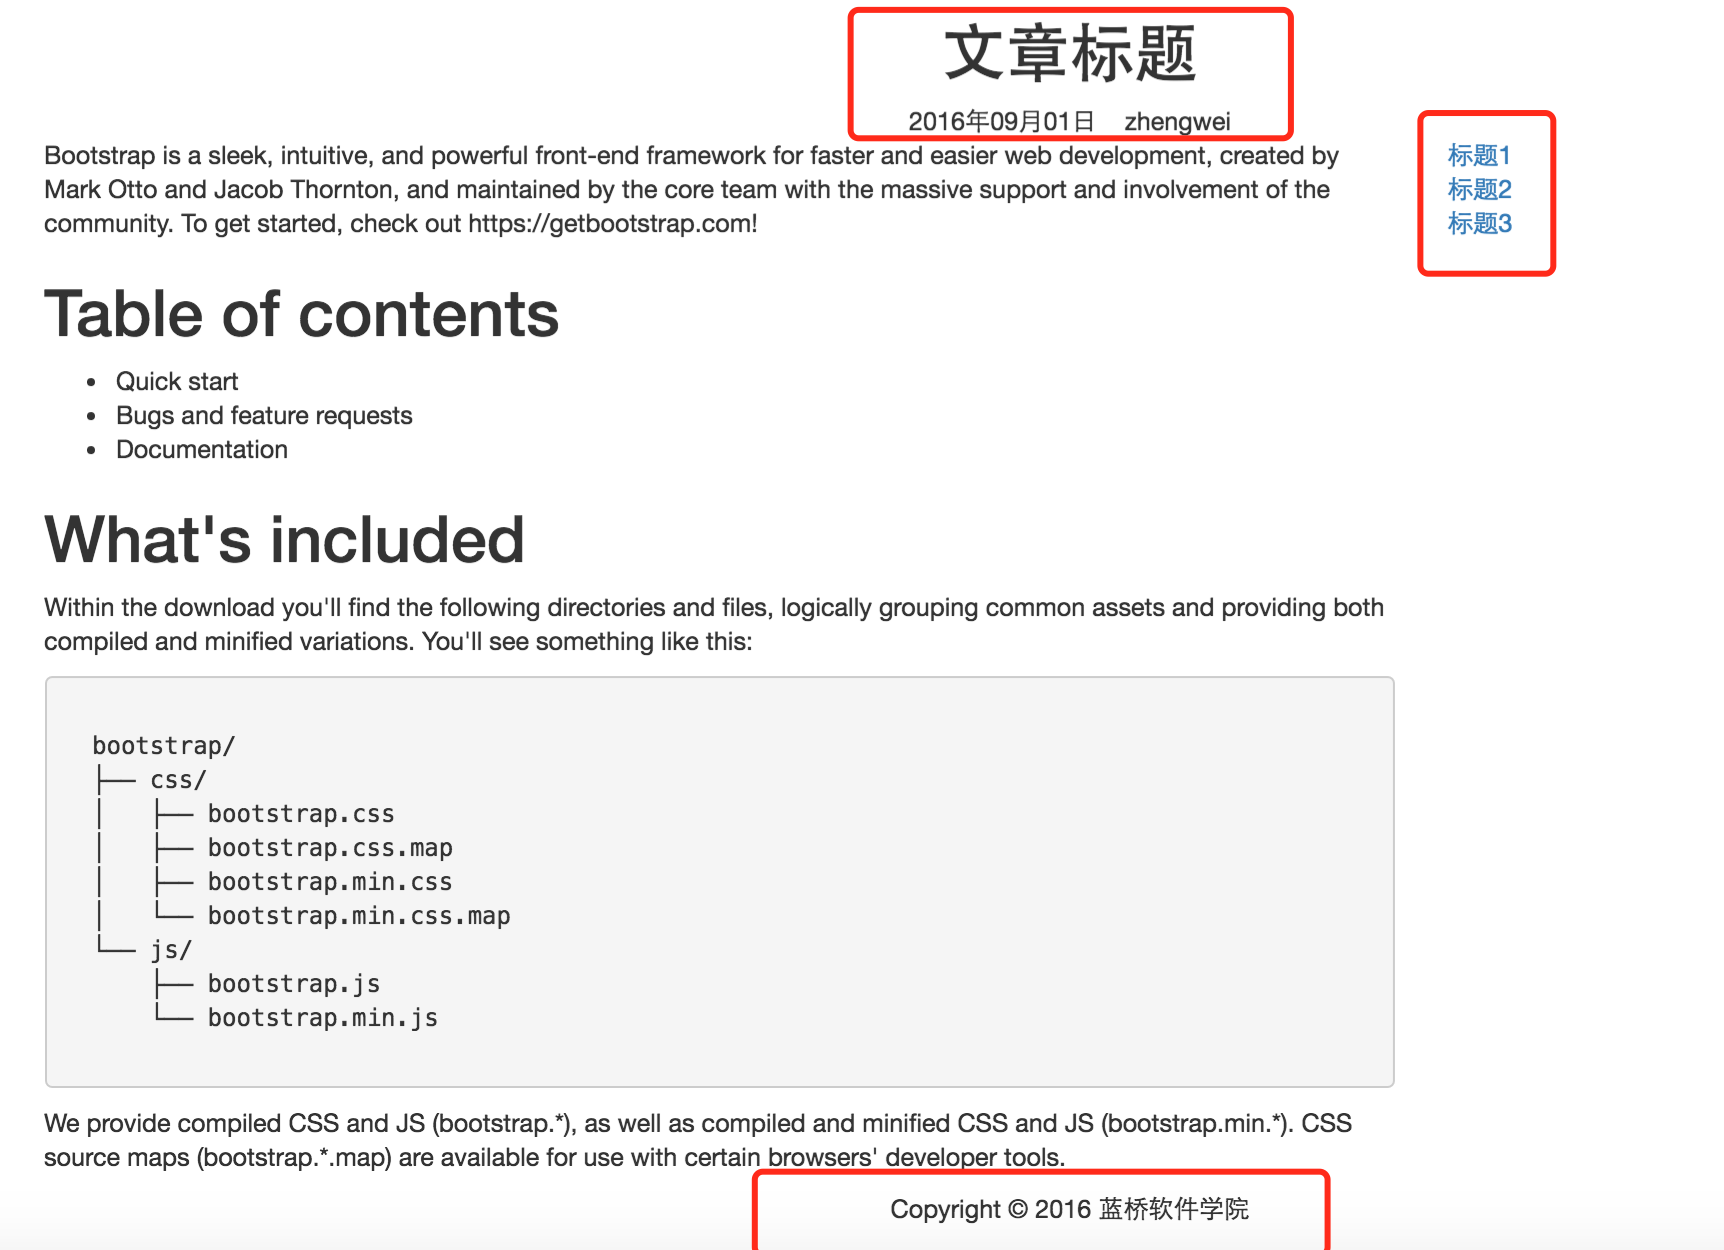 文章标题
2016年09月01日 zhengwei
Bootstrap is a sleek, intuitive, and powerful front-end framework for faster and easier web development, created by
Mark Otto and Jacob Thornton, and maintained by the core team with the massive support and involvement of the
community. To get started, check out https://getbootstrap.com!
标题1
标题2
标题3
Table of contents
• Quick start
• Bugs and feature requests
• Documentation
What's included
Within the download you'll find the following directories and files, logically grouping common assets and providing both
compiled and minified variations. You'll see something like this:
bootstrap/
├── css/
│   ├── bootstrap.css
│   ├── bootstrap.css.map
│   ├── bootstrap.min.css
│   └── bootstrap.min.css.map
└── js/
    ├── bootstrap.js
    └── bootstrap.min.js
We provide compiled CSS and JS (bootstrap.*), as well as compiled and minified CSS and JS (bootstrap.min.*). CSS
source maps (bootstrap.*.map) are available for use with certain browsers' developer tools.
Copyright © 2016 蓝桥软件学院